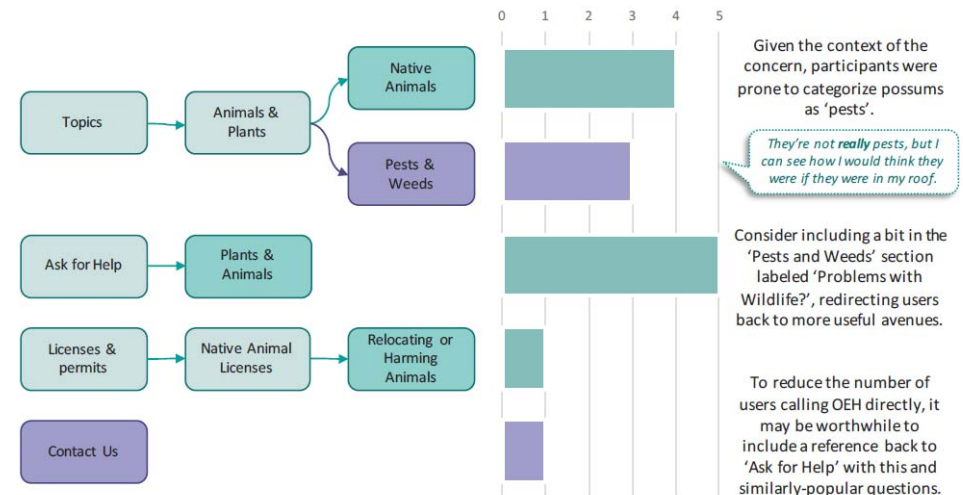 0 1 2 3 4 5
Topics
Animals &
Plants
Native
Animals
Pests &
Weeds
Given the context of the
concern, participants were
prone to categorize possums
as ‘pests’.
They’re not really pests, but I
can see how I would think they
were if they were in my roof.
Ask for Help
Plants &
Animals
Consider including a bit in the
‘Pests and Weeds’ section
labeled ‘Problems with
Wildlife?’, redirecting users
back to more useful avenues.
Licenses &
permits
Native Animal
Licenses
Relocating or
Harming
Animals
Contact Us
To reduce the number of
users calling OEH directly, it
may be worthwhile to
include a reference back to
‘Ask for Help’ with this and
similarly-popular questions.